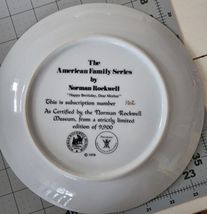 The
American Family Series
by
Norman Rockwell
"Happy Birthday, Dear Mother"
This is subscription number
As Certified by the Norman Rockwell
Museum, from a strictly limited
edition of 9,900
© 1978